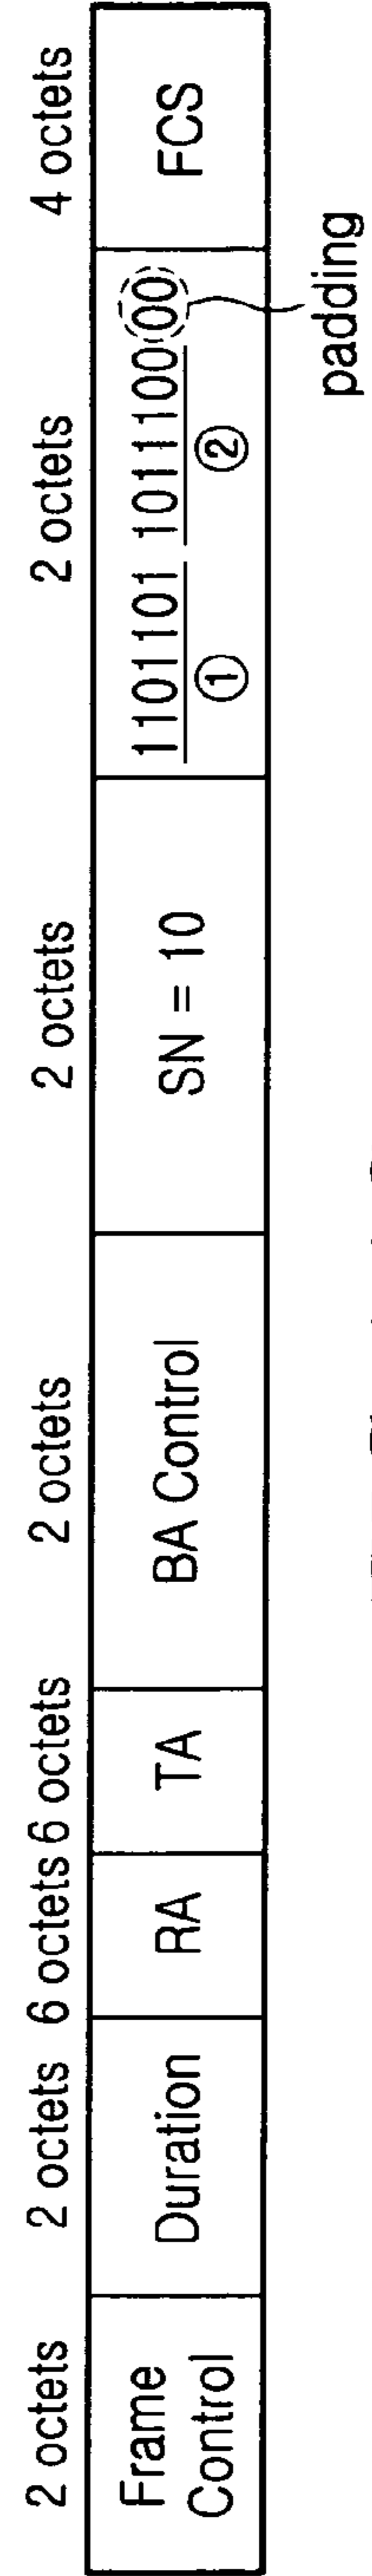 2 octets 2 octets 6 octets 6 octets 2 octets 2 octets 2 octets 4 octets
Frame
Control
Duration
RA
TA
BA Control
SN = 10
1101101 1011100 00
① ②
FCS
padding